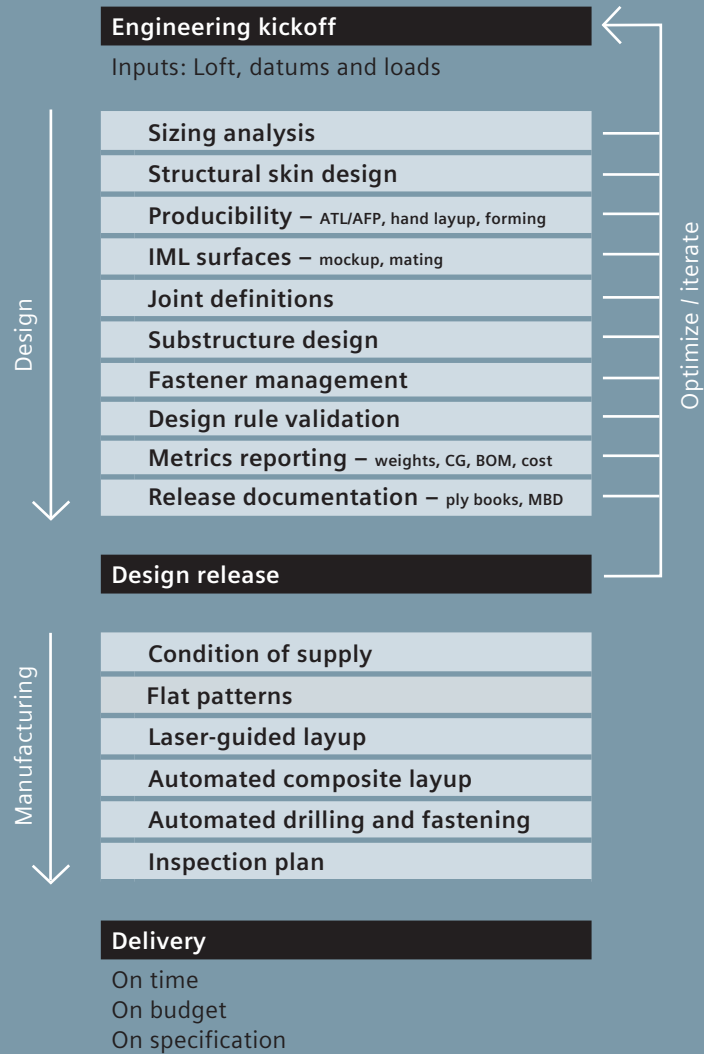 Engineering kickoff
Inputs: Loft, datums and loads
Design
Sizing analysis
Structural skin design
Producibility – ATL/AFP, hand layup, forming
IML surfaces – mockup, mating
Joint definitions
Substructure design
Fastener management
Design rule validation
Metrics reporting – weights, CG, BOM, cost
Release documentation – ply books, MBD
Optimize / iterate
Design release
Manufacturing
Condition of supply
Flat patterns
Laser-guided layup
Automated composite layup
Automated drilling and fastening
Inspection plan
Delivery
On time
On budget
On specification